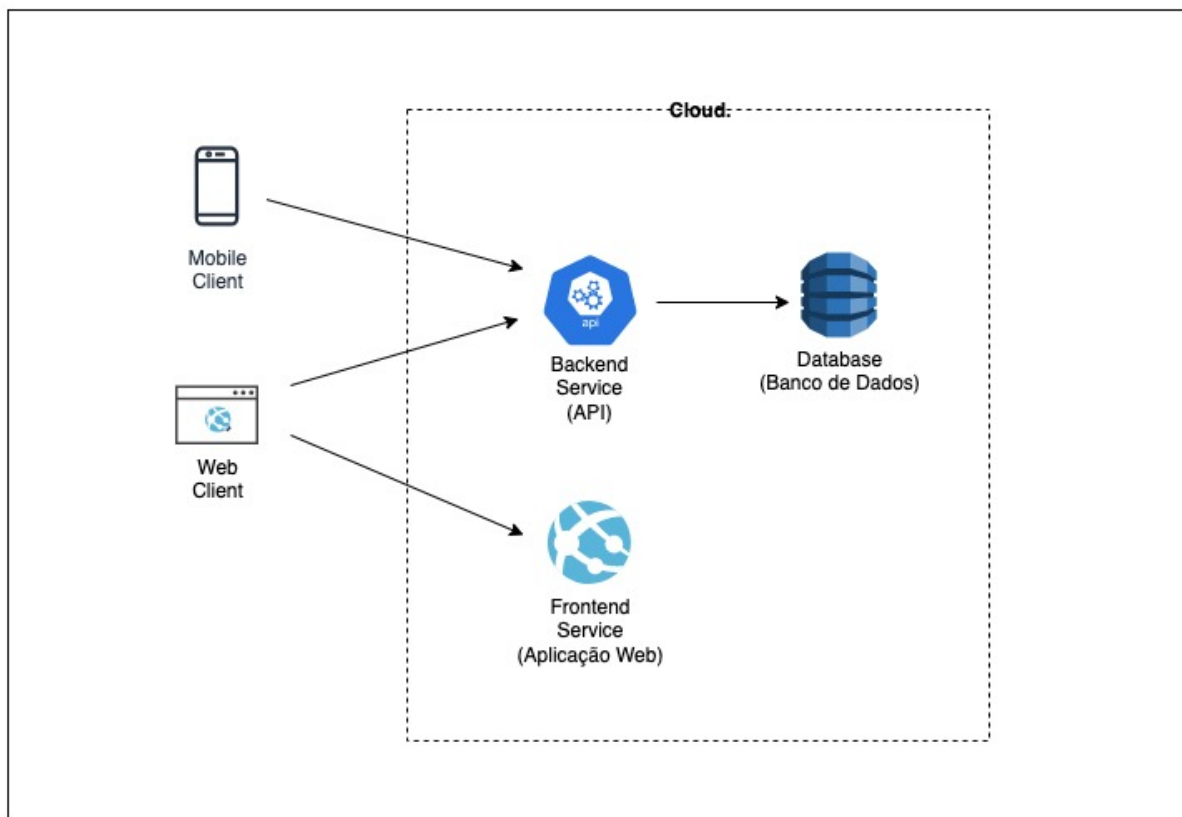 Cloud.
Mobile
Client
api
Backend
Service
(API)
Database
(Banco de Dados)
Web
Client
Frontend
Service
(Aplicação Web)